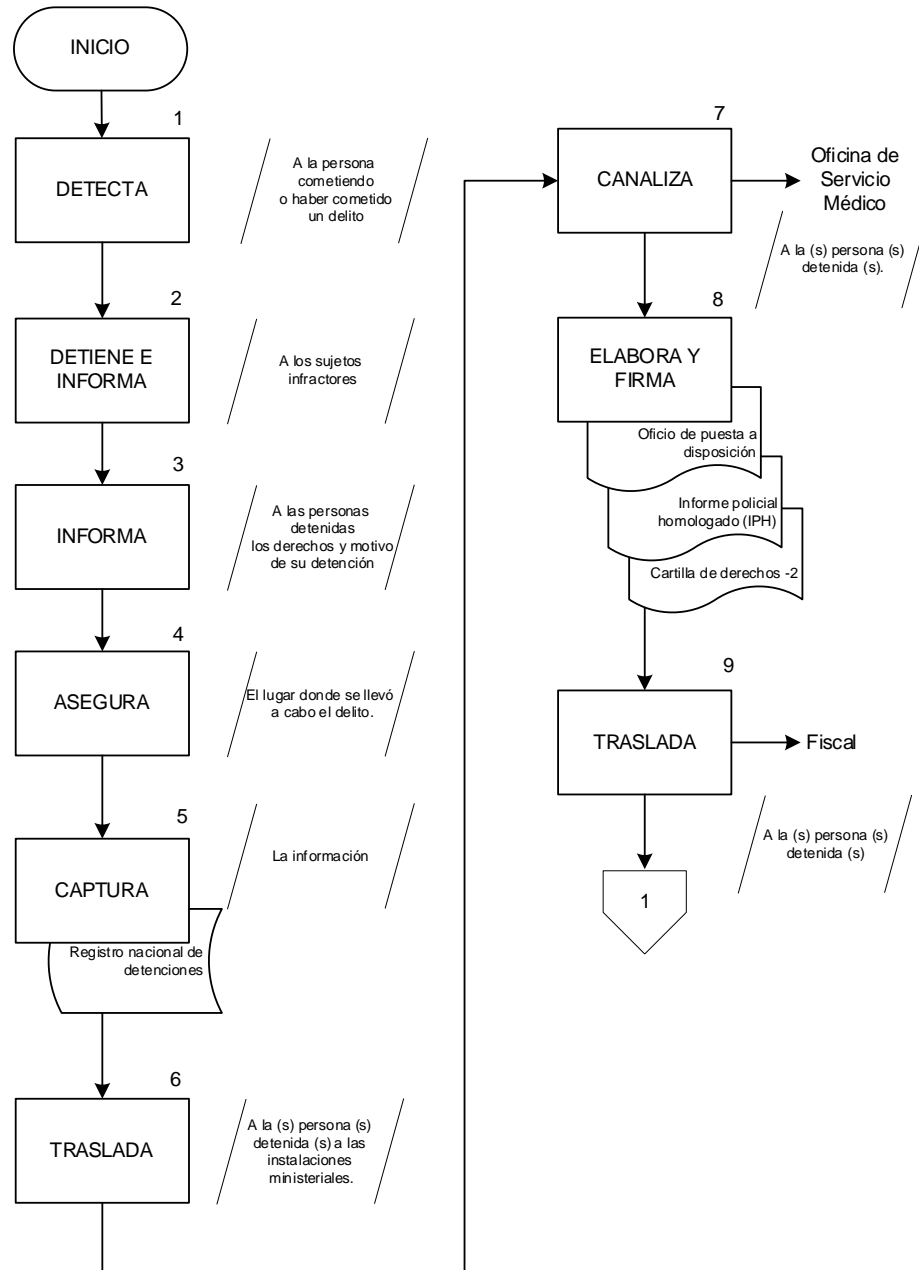 INICIO
1
DETECTA
A la persona
cometiendo
o haber cometido
un delito
2
DETIENE E
INFORMA
A los sujetos
infractores
3
INFORMA
A las personas
detenidas
los derechos y motivo
de su detención
4
ASEGURA
El lugar donde se llevó
a cabo el delito.
5
CAPTURA
La información
Registro nacional de
detenciones
6
TRASLADA
A la (s) persona (s)
detenida (s) a las
instalaciones
ministeriales.
7
CANALIZA
Oficina de
Servicio
Médico
A la (s) persona (s)
detenida (s).
8
ELABORA Y
FIRMA
Oficio de puesta a
disposición
Informe policial
homologado (IPH)
Cartilla de derechos -2
9
TRASLADA
Fiscal
A la (s) persona (s)
detenida (s)
1